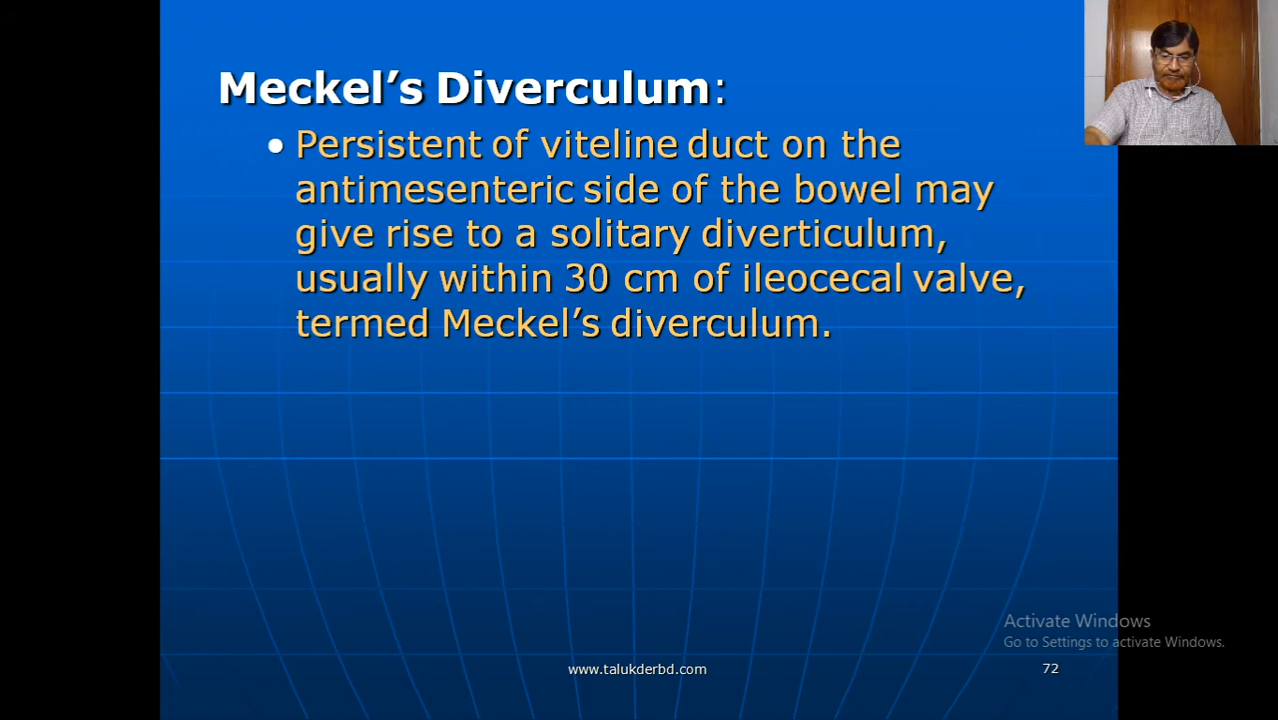 Meckel’s Diverculum:
• Persistent of viteline duct on the
antimesenteric side of the bowel may
give rise to a solitary diverticulum,
usually within 30 cm of ileocecal valve,
termed Meckel’s diverculum.
Activate Windows
Go to Settings to activate Windows.
www.talukderbd.com
72